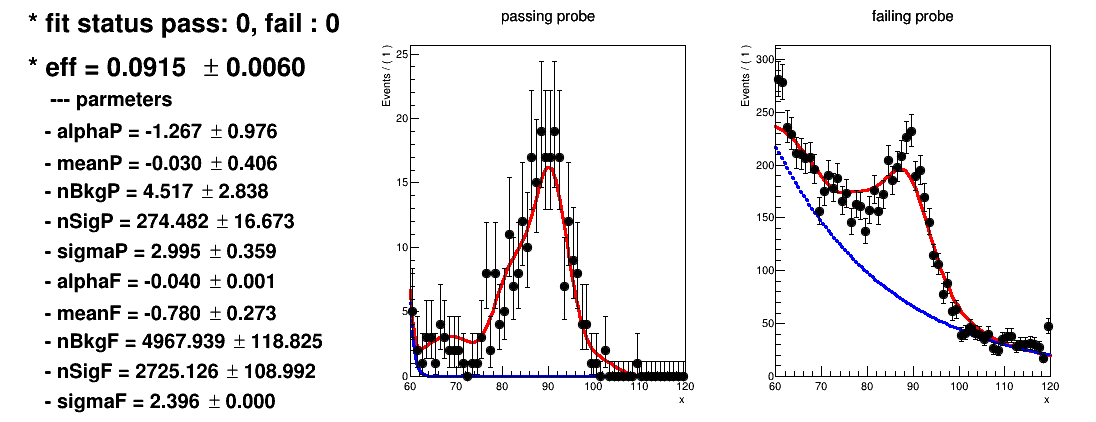 * fit status pass: 0, fail : 0
* eff = 0.0915 ± 0.0060
--- parmeters
- alphaP = -1.267 ± 0.976
- meanP = -0.030 ± 0.406
- nBkgP = 4.517 ± 2.838
- nSigP = 274.482 ± 16.673
- sigmaP = 2.995 ± 0.359
- alphaF = -0.040 ± 0.001
- meanF = -0.780 ± 0.273
- nBkgF = 4967.939 ± 118.825
- nSigF = 2725.126 ± 108.992
- sigmaF = 2.396 ± 0.000
passing probe
Events / ( 1 )
25
20
15
10
5
0
60 70 80 90 100 110 120
x
failing probe
Events / ( 1 )
300
250
200
150
100
50
0
60 70 80 90 100 110 120
x